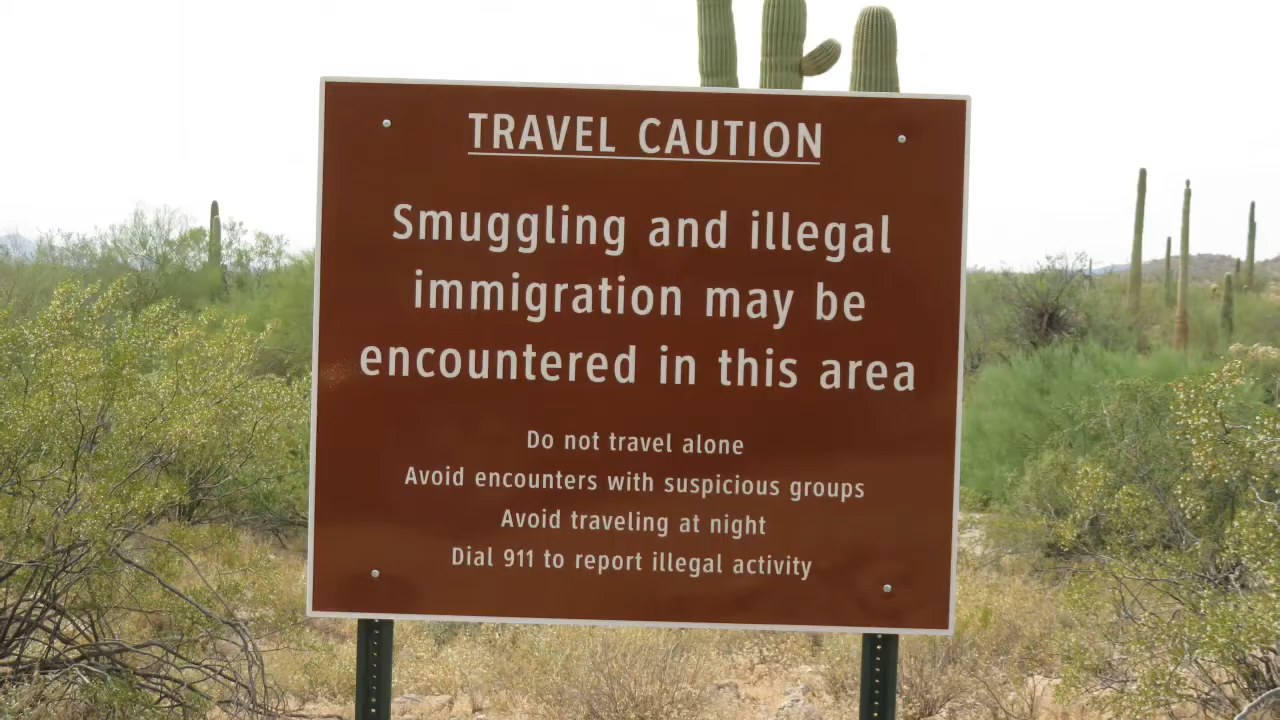 TRAVEL CAUTION
Smuggling and illegal
immigration may be
encountered in this area
Do not travel alone
Avoid encounters with suspicious groups
Avoid traveling at night
Dial 911 to report illegal activity